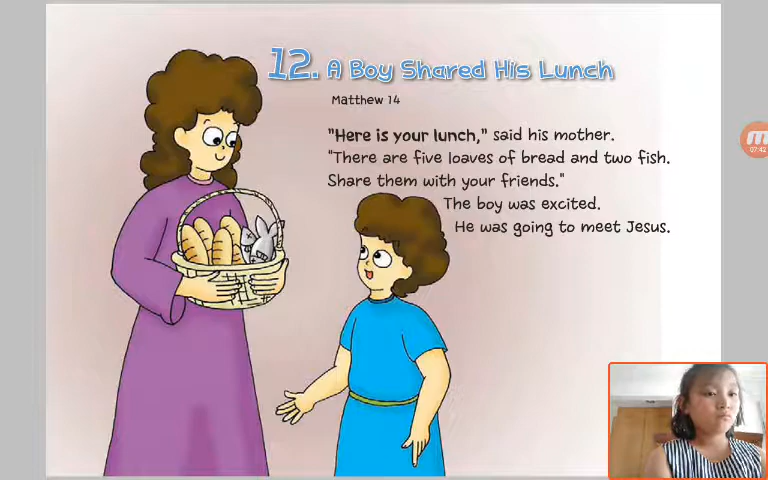 12. A Boy Shared His Lunch
Matthew 14
"Here is your lunch," said his mother.
"There are five loaves of bread and two fish.
Share them with your friends."
The boy was excited.
He was going to meet Jesus.
07:42